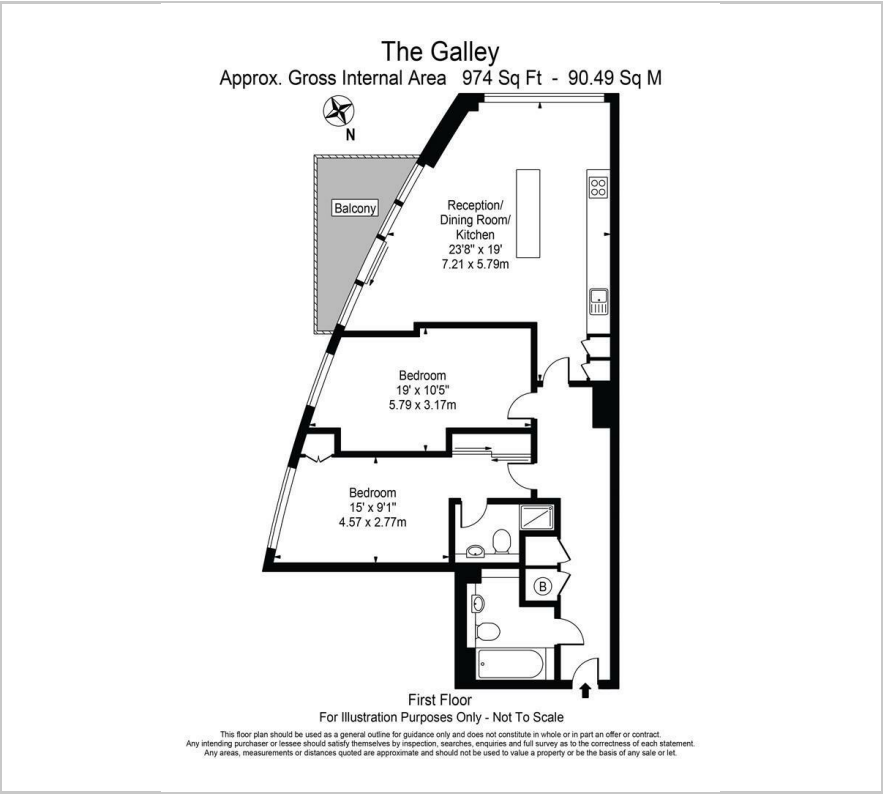 The Galley
Approx. Gross Internal Area 974 Sq Ft - 90.49 Sq M
N
Balcony
Reception/
Dining Room/
Kitchen
23'8" x 19'
7.21 x 5.79m
Bedroom
19' x 10'5"
5.79 x 3.17m
Bedroom
15' x 9'1"
4.57 x 2.77m
B
First Floor
For Illustration Purposes Only - Not To Scale
This floor plan should be used as a general outline for guidance only and does not constitute in whole or in part an offer or contract.
Any intending purchaser or lessee should satisfy themselves by inspection, searches, enquiries and full survey as to the correctness of each statement.
Any areas, measurements or distances quoted are approximate and should not be used to value a property or be the basis of any sale or let.